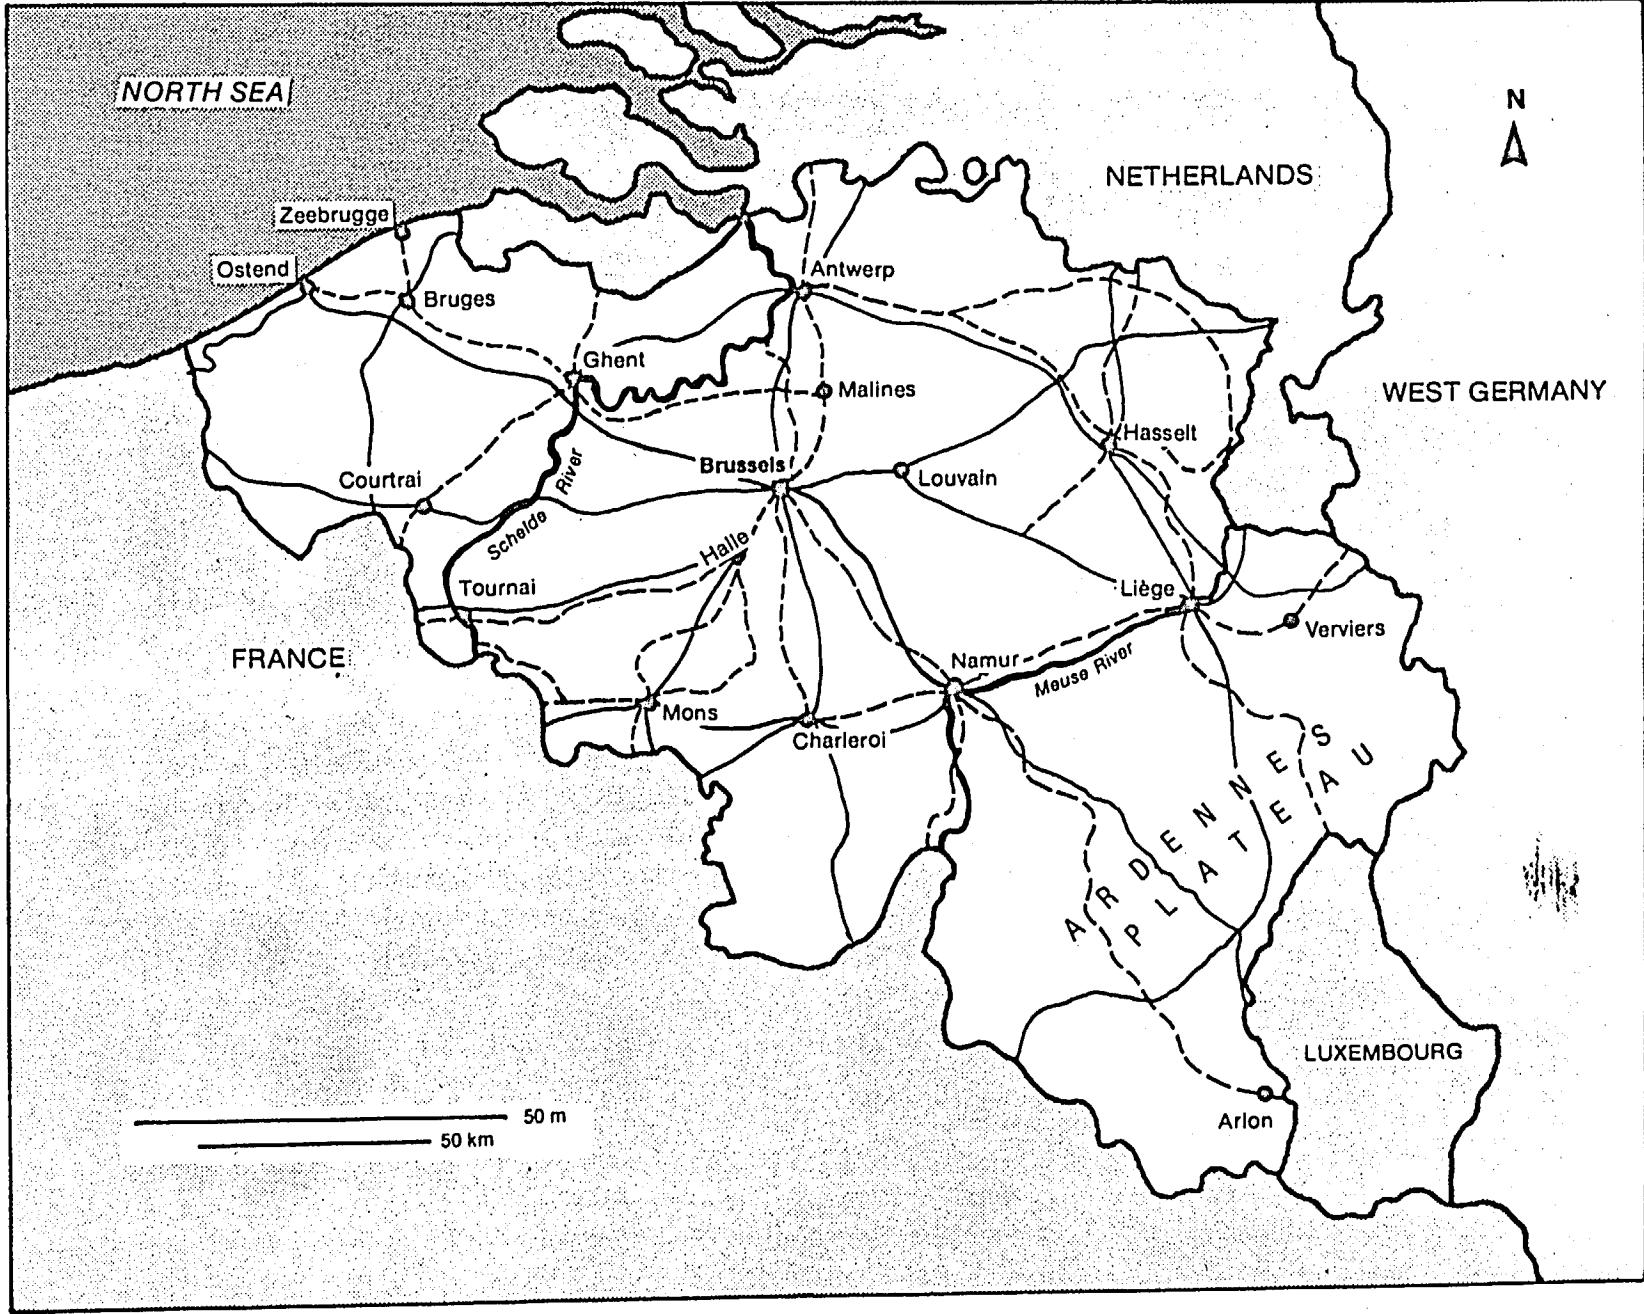 NORTH SEA
N
NETHERLANDS
Zeebrugge
Ostend
Bruges
Antwerp
Ghent
Malines
WEST GERMANY
Hasselt
Brussels
Louvain
Courtrai
Schelde River
Halle
Tournai
Liège
Verviers
FRANCE
Namur
Meuse River
Mons
Charleroi
ARDENNES
PLATEAU
LUXEMBOURG
Arlon
50 m
50 km